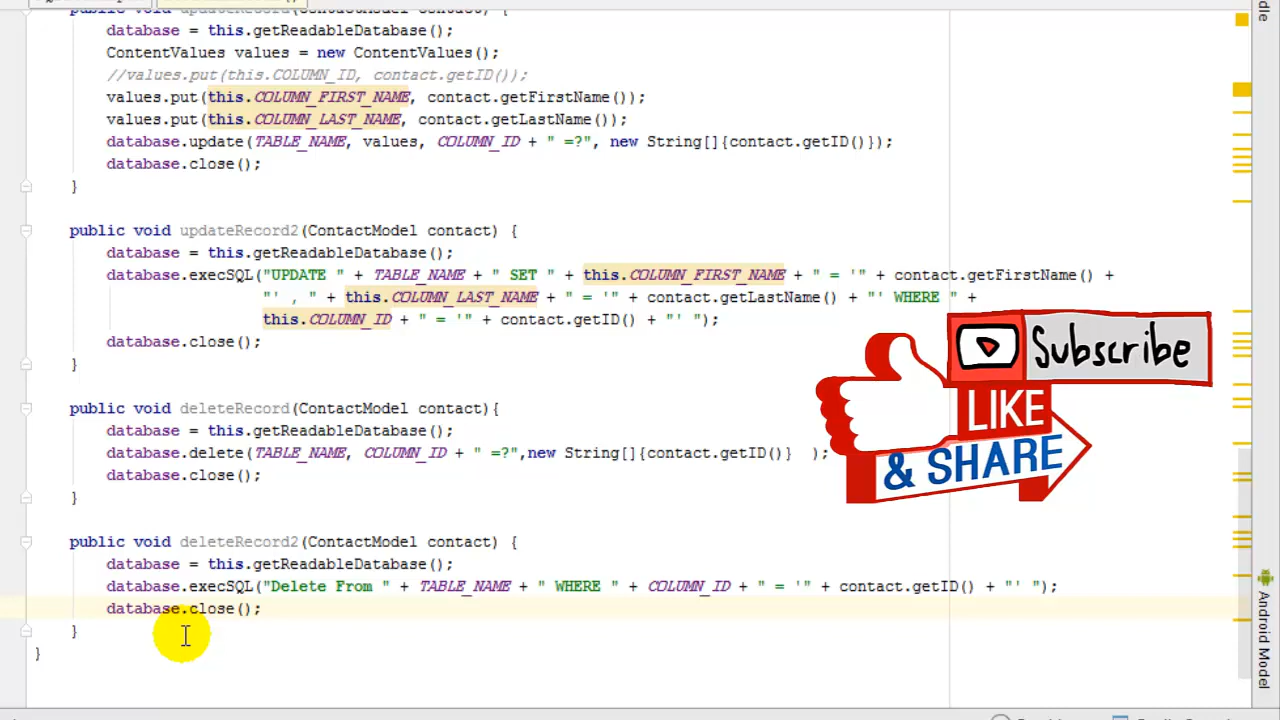 public void updateRecord(ContactModel contact) {
database = this.getReadableDatabase();
ContentValues values = new ContentValues();
//values.put(this.COLUMN_ID, contact.getID());
values.put(this.COLUMN_FIRST_NAME, contact.getFirstName());
values.put(this.COLUMN_LAST_NAME, contact.getLastName());
database.update(TABLE_NAME, values, COLUMN_ID + " =?", new String[]{contact.getID()});
database.close();
}
public void updateRecord2(ContactModel contact) {
database = this.getReadableDatabase();
database.execSQL("UPDATE " + TABLE_NAME + " SET " + this.COLUMN_FIRST_NAME + " = '" + contact.getFirstName() +
"' , " + this.COLUMN_LAST_NAME + " = '" + contact.getLastName() + "' WHERE " +
this.COLUMN_ID + " = '" + contact.getID() + "' ");
database.close();
}
public void deleteRecord(ContactModel contact){
database = this.getReadableDatabase();
database.delete(TABLE_NAME, COLUMN_ID + " =?",new String[]{contact.getID()} );
database.close();
}
public void deleteRecord2(ContactModel contact) {
database = this.getReadableDatabase();
database.execSQL("Delete From " + TABLE_NAME + " WHERE " + COLUMN_ID + " = '" + contact.getID() + "' ");
database.close();
}
}
Subscribe
LIKE
& SHARE
Android Model